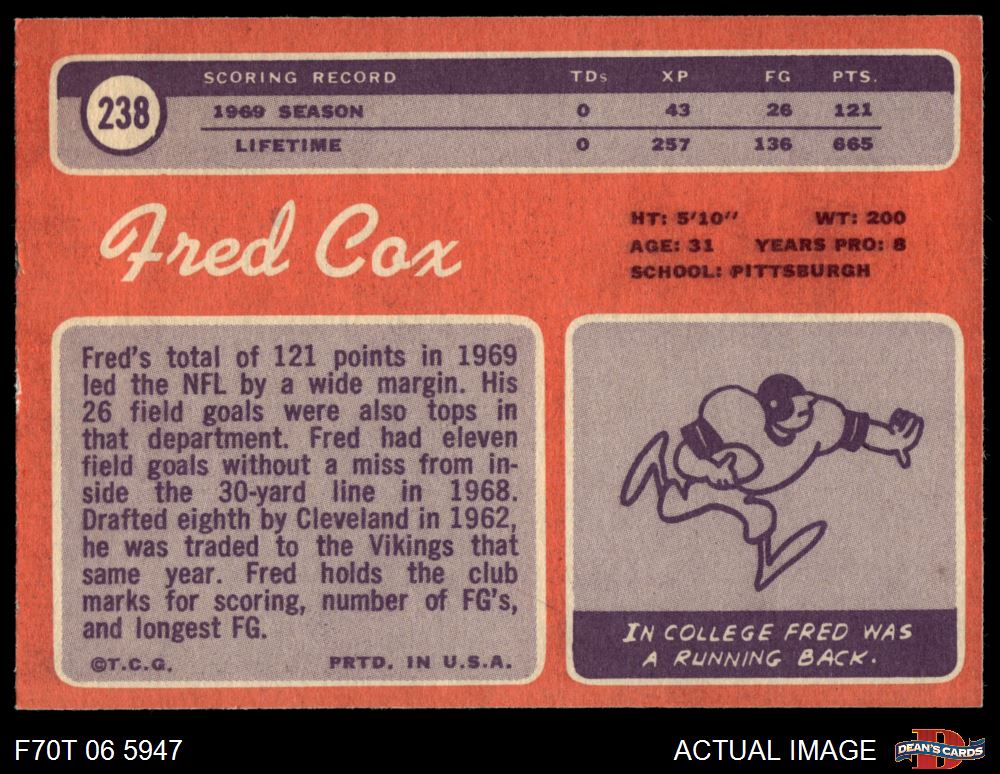 238
SCORING RECORD TDs XP FG PTS.
1969 SEASON 0 43 26 121
LIFETIME 0 257 136 665
Fred Cox
HT: 5'10" WT: 200
AGE: 31 YEARS PRO: 8
SCHOOL: PITTSBURGH
Fred's total of 121 points in 1969
led the NFL by a wide margin. His
26 field goals were also tops in
that department. Fred had eleven
field goals without a miss from in-
side the 30-yard line in 1968.
Drafted eighth by Cleveland in 1962,
he was traded to the Vikings that
same year. Fred holds the club
marks for scoring, number of FG's,
and longest FG.
©T.C.G. PRTD. IN U.S.A.
IN COLLEGE FRED WAS
A RUNNING BACK.
F70T 06 5947
ACTUAL IMAGE
D
DEAN'S CARDS